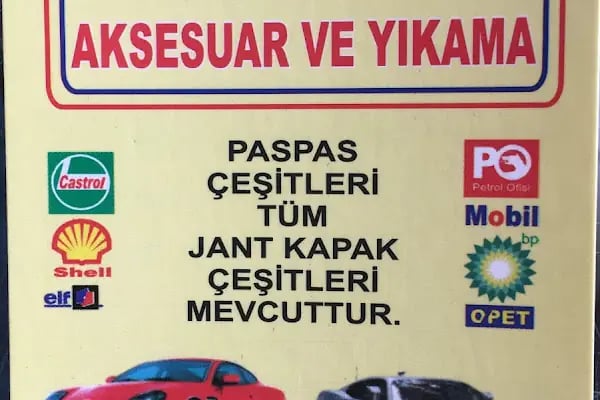 AKSESUAR VE YIKAMA
PASPAS
ÇEŞİTLERİ
TÜM
JANT KAPAK
ÇEŞİTLERİ
MEVCUTTUR.
Castrol
Shell
elf
PO
Petrol Ofisi
Mobil
bp
OPET